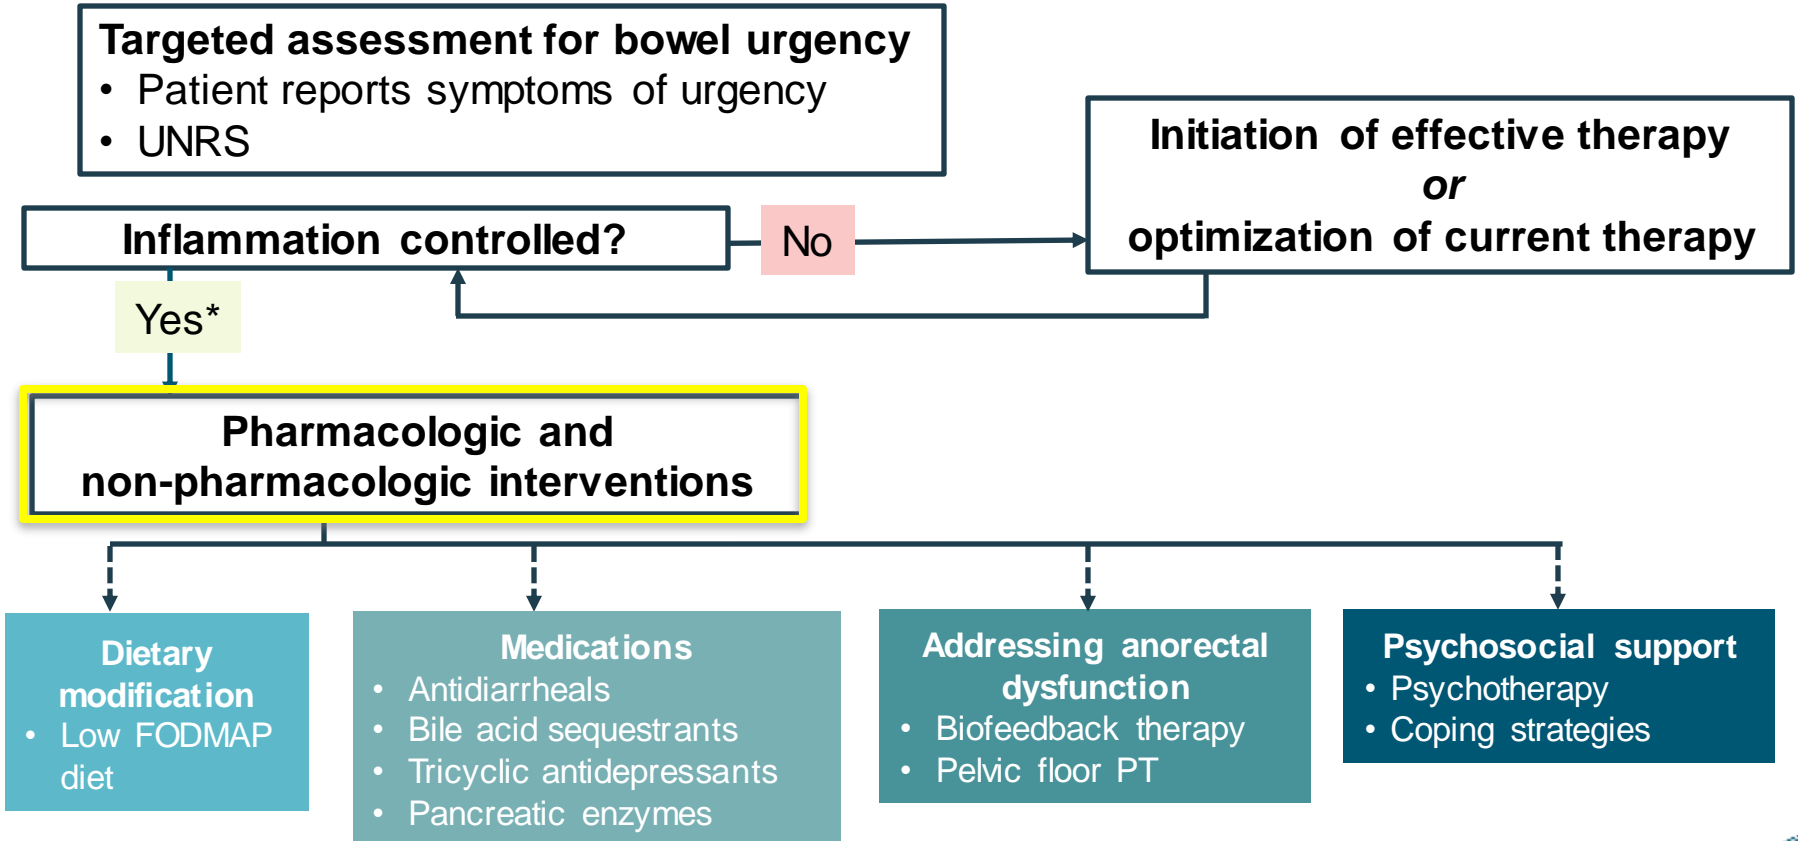 Targeted assessment for bowel urgency
• Patient reports symptoms of urgency
• UNRS
Initiation of effective therapy
or
optimization of current therapy
Inflammation controlled?
No
Yes*
Pharmacologic and
non-pharmacologic interventions
Dietary
modification
• Low FODMAP
diet
Medications
• Antidiarrheals
• Bile acid sequestrants
• Tricyclic antidepressants
• Pancreatic enzymes
Addressing anorectal
dysfunction
• Biofeedback therapy
• Pelvic floor PT
Psychosocial support
• Psychotherapy
• Coping strategies